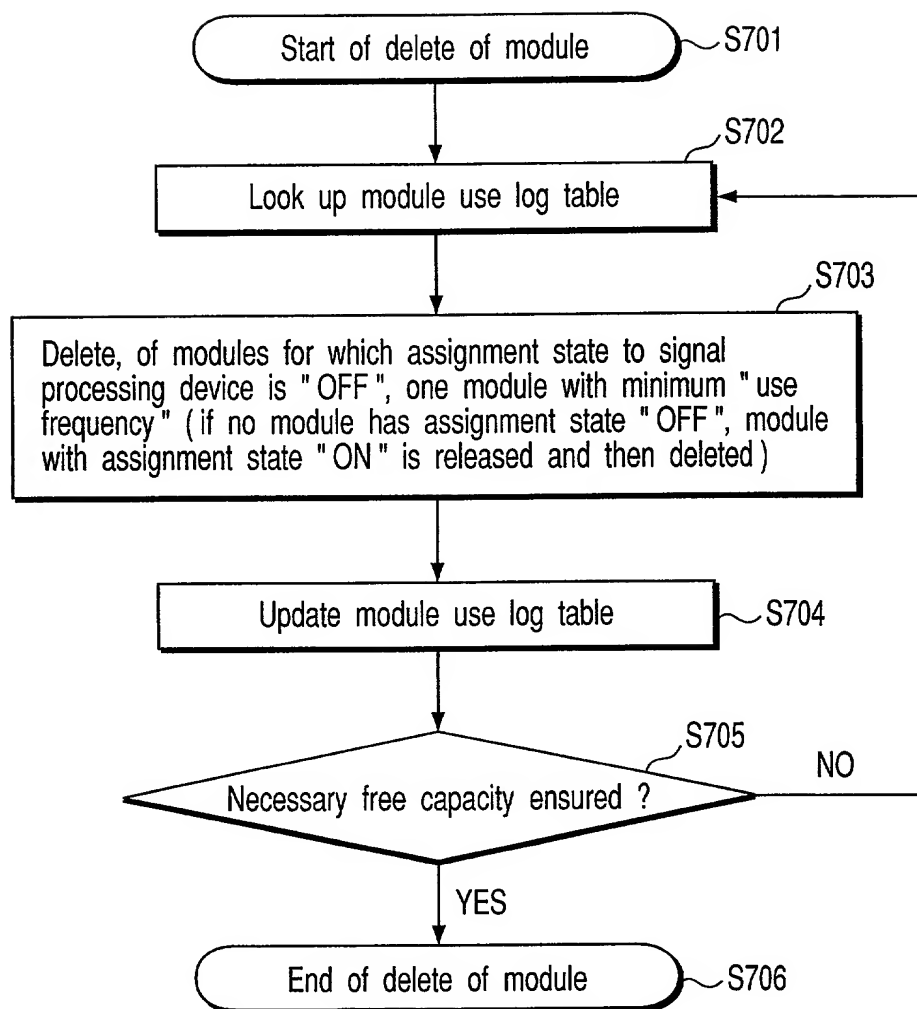 Start of delete of module
S701
S702
Look up module use log table
S703
Delete, of modules for which assignment state to signal
processing device is "OFF", one module with minimum "use
frequency" (if no module has assignment state "OFF", module
with assignment state "ON" is released and then deleted)
Update module use log table
S704
S705
Necessary free capacity ensured ?
NO
YES
End of delete of module
S706